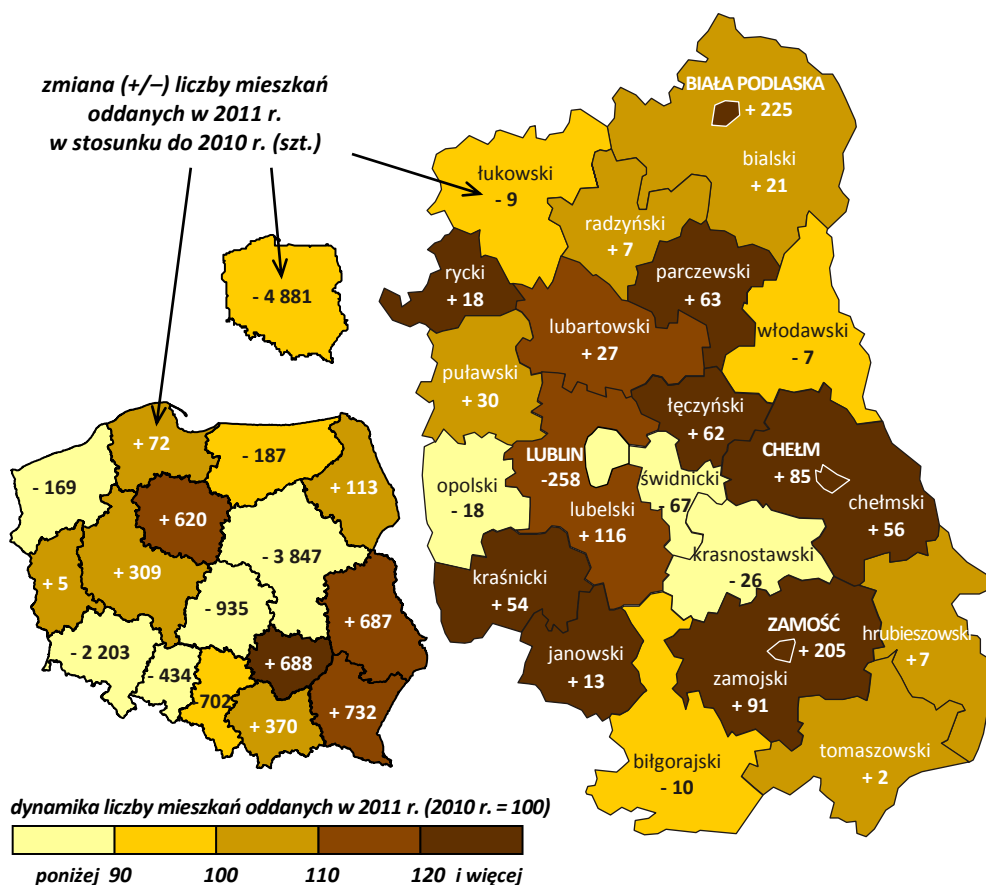 zmiana (+/–) liczby mieszkań
oddanych w 2011 r.
w stosunku do 2010 r. (szt.)
BIAŁA PODLASKA
+ 225
bialski
+ 21
łukowski
- 9
radzyński
+ 7
parczewski
+ 63
rycki
+ 18
- 4 881
lubartowski
+ 27
włodawski
- 7
puławski
+ 30
łęczyński
+ 62
LUBLIN
-258
CHEŁM
+ 85
opolski
- 18
świdnicki
- 67
lubelski
+ 116
chełmski
+ 56
krasnostawski
- 26
kraśnicki
+ 54
ZAMOŚĆ
+ 205
hrubieszowski
+ 7
janowski
+ 13
zamojski
+ 91
biłgorajski
- 10
tomaszowski
+ 2
+ 72
- 187
- 169
+ 113
+ 620
- 3 847
+ 5
+ 309
- 935
+ 687
- 2 203
- 434
702
+ 688
+ 370
+ 732
dynamika liczby mieszkań oddanych w 2011 r. (2010 r. = 100)
poniżej 90 100 110 120 i więcej